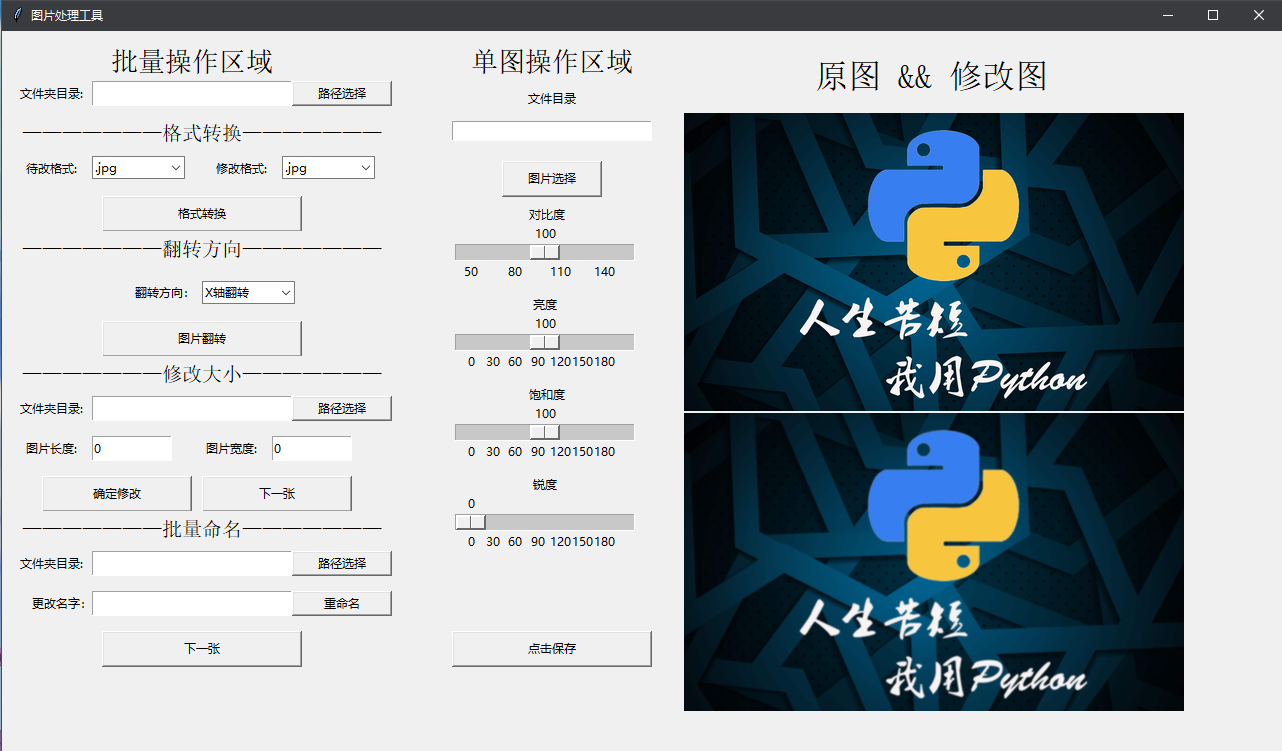 图片处理工具
批量操作区域
文件夹目录: 路径选择
———————格式转换———————
待改格式: .jpg 修改格式: .jpg
格式转换
———————翻转方向———————
翻转方向: X轴翻转
图片翻转
———————修改大小———————
文件夹目录: 路径选择
图片长度: 0 图片宽度: 0
确定修改 下一张
———————批量命名———————
文件夹目录: 路径选择
更改名字: 重命名
下一张
单图操作区域
文件目录
图片选择
对比度
100
50 80 110 140
亮度
100
0 30 60 90 120150180
饱和度
100
0 30 60 90 120150180
锐度
0
0 30 60 90 120150180
点击保存
原图 && 修改图
人生苦短
我用Python
人生苦短
我用Python